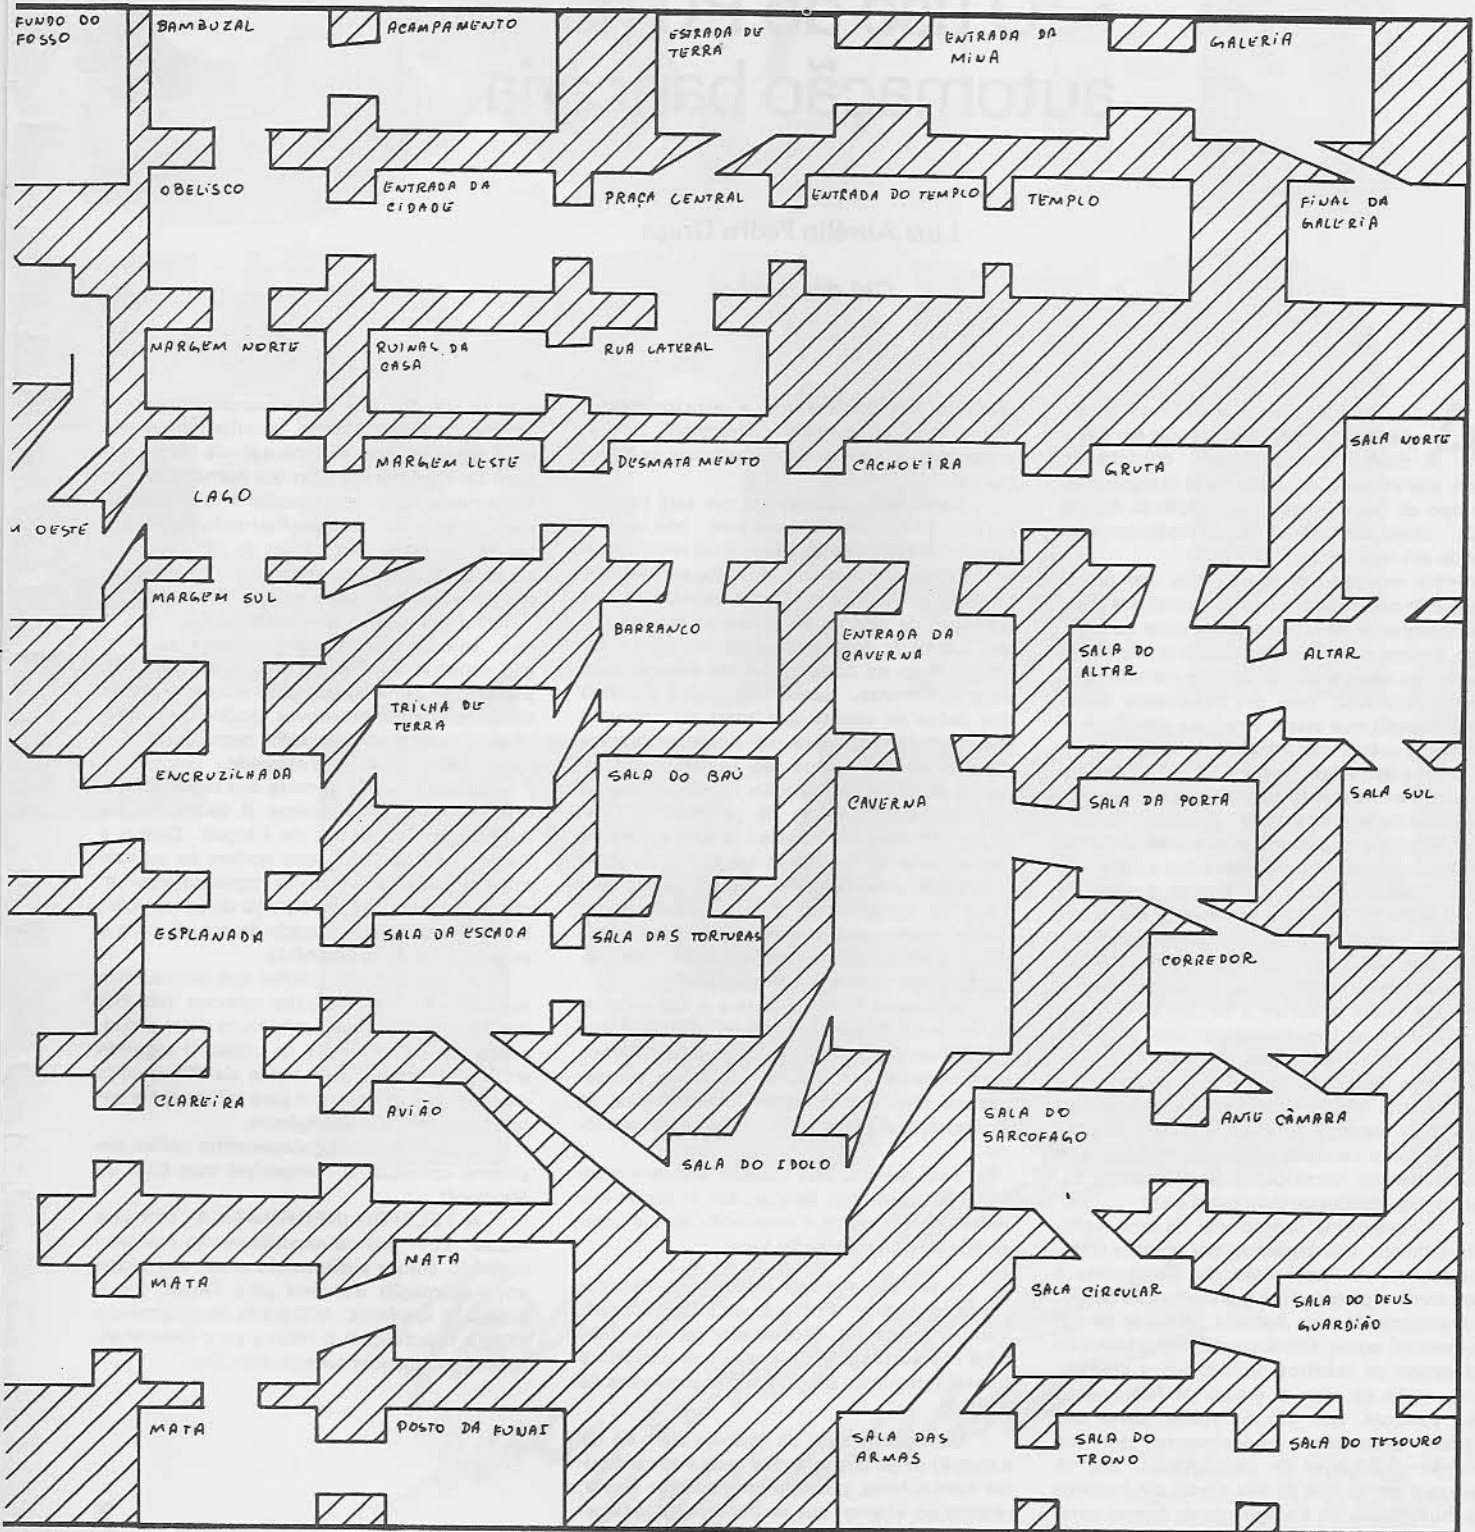 FUNDO DO
FOSSO
BAMBUZAL
ACAMPAMENTO
ESTRADA DE
TERRA
ENTRADA DA
MINA
GALERIA
OBELISCO
ENTRADA DA
CIDADE
PRAÇA CENTRAL
ENTRADA DO TEMPLO
TEMPLO
FINAL DA
GALERIA
MARGEM NORTE
RUINAS DA
CASA
RUA LATERAL
SALA NORTE
MARGEM LESTE
DESMATAMENTO
CACHOEIRA
GRUTA
LAGO
OESTE
MARGEM SUL
BARRANCO
ENTRADA DA
CAVERNA
SALA DO
ALTAR
ALTAR
TRILHA DE
TERRA
ENCRUZILHADA
SALA DO BAÚ
CAVERNA
SALA DA PORTA
SALA SUL
ESPLANADA
SALA DA ESCADA
SALA DAS TORTURAS
CORREDOR
CLAREIRA
AVIÃO
SALA DO IDOLO
SALA DO
SARCOFAGO
ANTE CÂMARA
MATA
MATA
SALA CIRCULAR
SALA DO DEUS
GUARDIÃO
MATA
POSTO DA FUNAI
SALA DAS
ARMAS
SALA DO
TRONO
SALA DO TESOURO